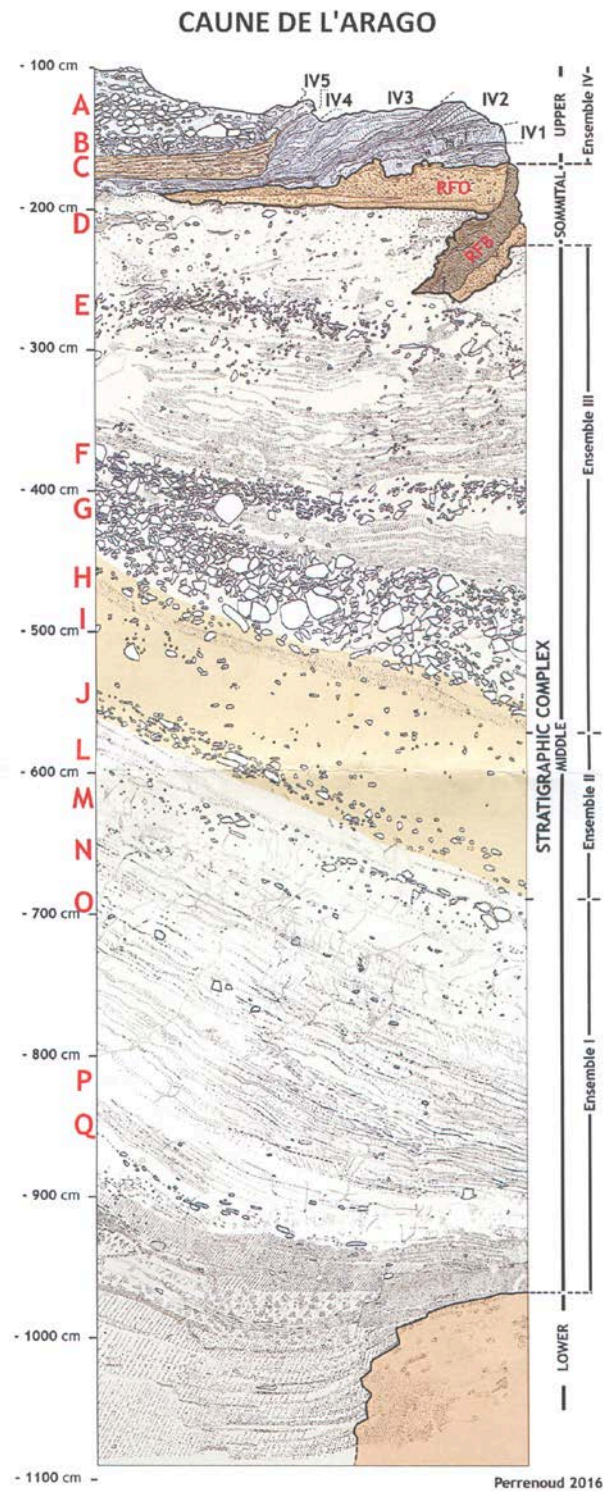 CAUNE DE L'ARAGO
- 100 cm
A
B
C
- 200 cm
D
E
- 300 cm
F
- 400 cm
G
H
- 500 cm
I
J
L
- 600 cm
M
N
O
- 700 cm
- 800 cm
P
Q
- 900 cm
- 1000 cm
- 1100 cm
IV5
IV4
IV3
IV2
IV1
RFO
RFB
UPPER
SOMMITAL
STRATIGRAPHIC COMPLEX
MIDDLE
LOWER
Ensemble IV
Ensemble III
Ensemble II
Ensemble I
Perrenoud 2016